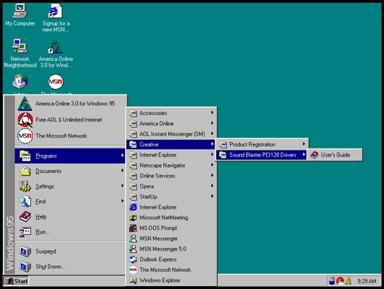 My Computer
Signup for a new MSN...
Network Neighborhood
America Online 3.0 for Wind...
America Online 3.0 for Windows 95
Free AOL & Unlimited Internet
The Microsoft Network
Programs
Documents
Settings
Find
Help
Run...
Suspend
Shut Down...
Windows95
Accessories
America Online
AOL Instant Messenger (SM)
Creative
Internet Explorer
Netscape Navigator
Online Services
Opera
StartUp
Internet Explorer
Microsoft NetMeeting
MS-DOS Prompt
MSN Messenger
MSN Messenger 5.0
Outlook Express
The Microsoft Network
Windows Explorer
Product Registration
Sound Blaster PCI128 Drivers
User's Guide
Start
9:29 AM